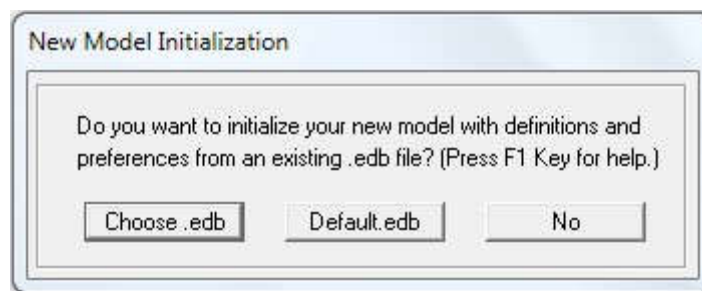 New Model Initialization
Do you want to initialize your new model with definitions and
preferences from an existing .edb file? (Press F1 Key for help.)
Choose .edb Default.edb No